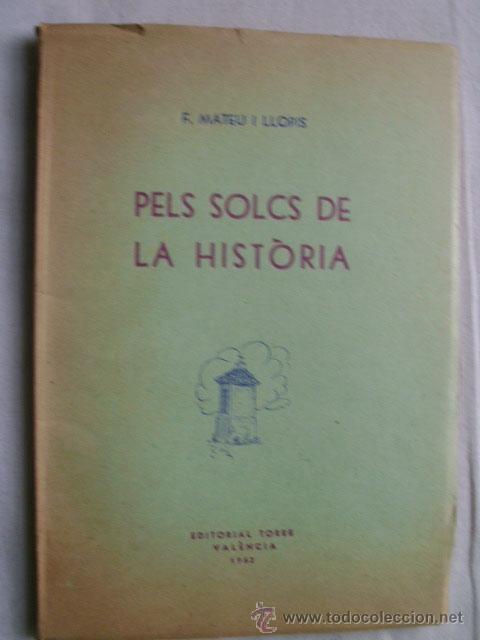 F. MATEU I LLOPIS
PELS SOLCS DE
LA HISTÒRIA
EDITORIAL TORRE
VALÈNCIA
www.todocoleccion.net